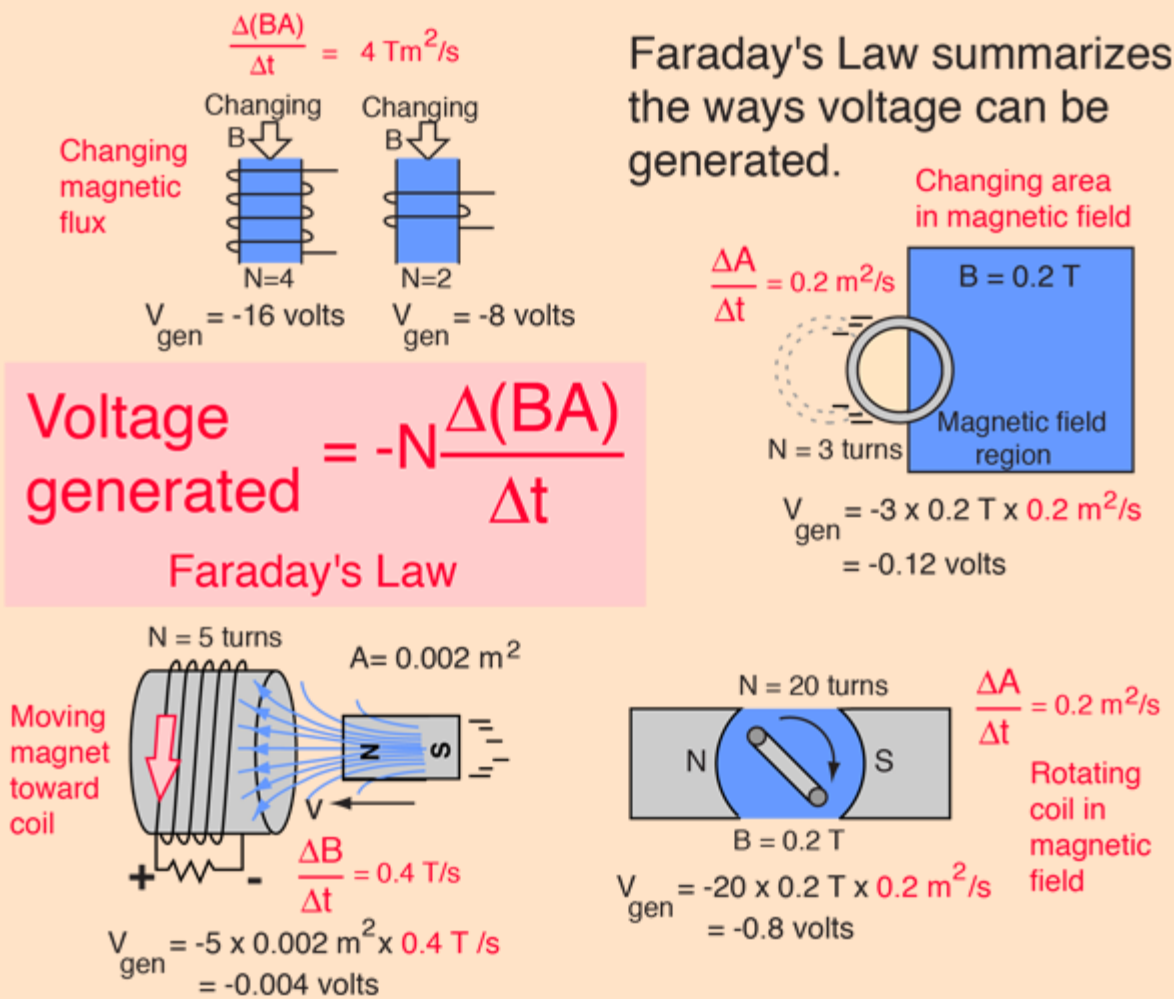 Δ(BA)
Δt
= 4 Tm²/s
Changing
B
Changing
B
Changing
magnetic
flux
N=4
N=2
V gen = -16 volts
V gen = -8 volts
Faraday's Law summarizes
the ways voltage can be
generated.
Changing area
in magnetic field
ΔA
Δt
= 0.2 m²/s
B = 0.2 T
N = 3 turns
Magnetic field
region
V gen = -3 x 0.2 T x 0.2 m²/s
= -0.12 volts
Voltage
generated
= -N Δ(BA)
Δt
Faraday's Law
N = 5 turns
A= 0.002 m²
Moving
magnet
toward
coil
N
S
V
+
-
ΔB
Δt
= 0.4 T/s
V gen = -5 x 0.002 m² x 0.4 T /s
= -0.004 volts
N = 20 turns
ΔA
Δt
= 0.2 m²/s
N
S
B = 0.2 T
Rotating
coil in
magnetic
field
V gen = -20 x 0.2 T x 0.2 m²/s
= -0.8 volts